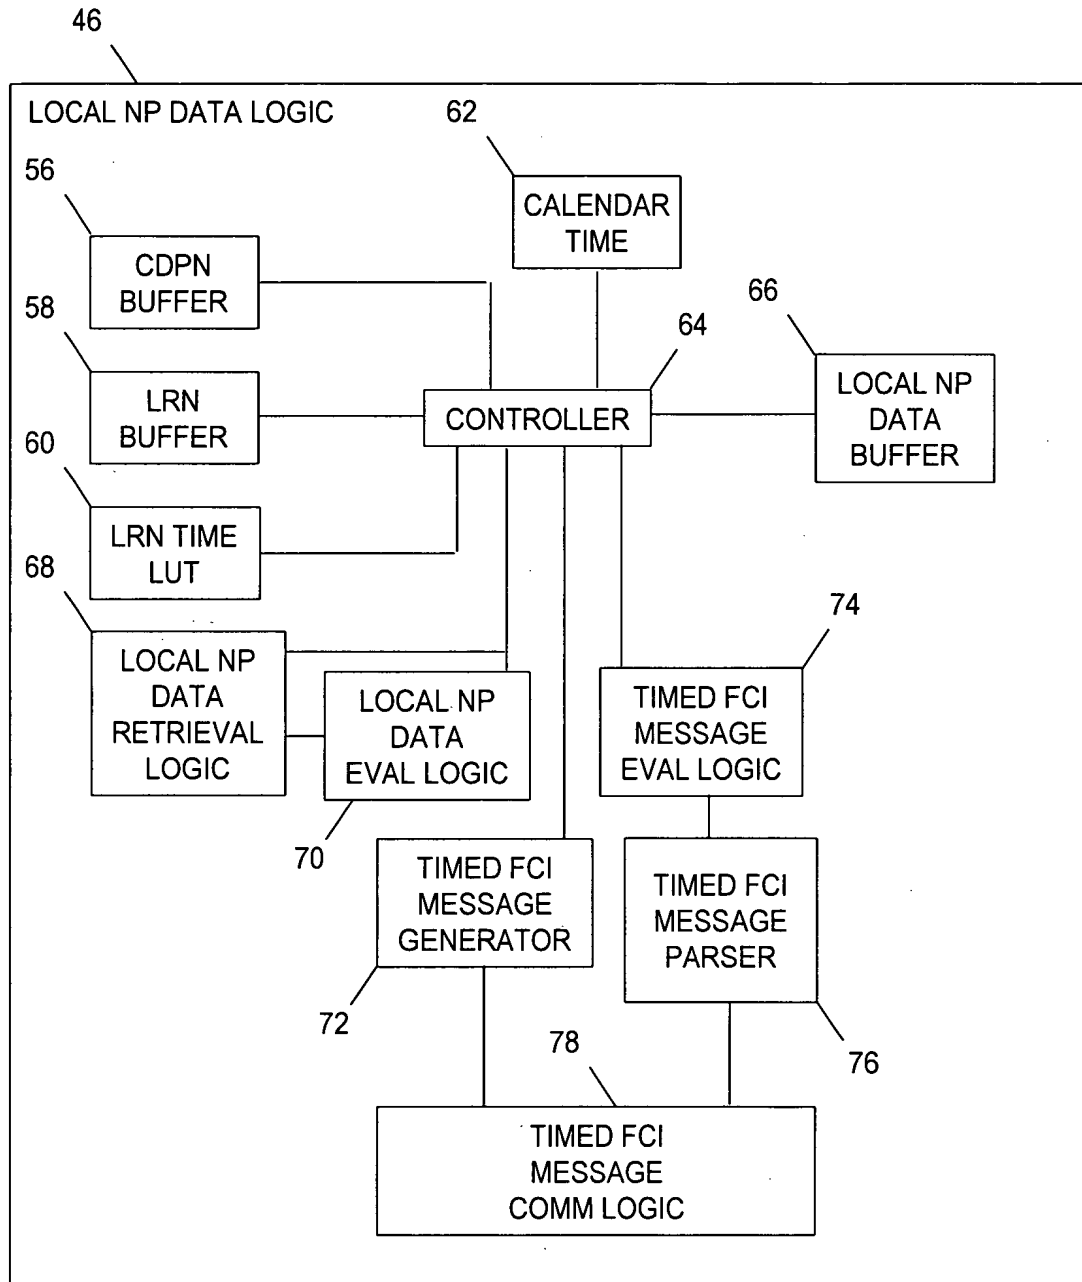 46
LOCAL NP DATA LOGIC
62
56
CALENDAR
TIME
CDPN
BUFFER
58
66
64
LRN
BUFFER
CONTROLLER
LOCAL NP
DATA
BUFFER
60
LRN TIME
LUT
68
74
LOCAL NP
DATA
RETRIEVAL
LOGIC
LOCAL NP
DATA
EVAL LOGIC
TIMED FCI
MESSAGE
EVAL LOGIC
70
TIMED FCI
MESSAGE
GENERATOR
TIMED FCI
MESSAGE
PARSER
72
78
76
TIMED FCI
MESSAGE
COMM LOGIC